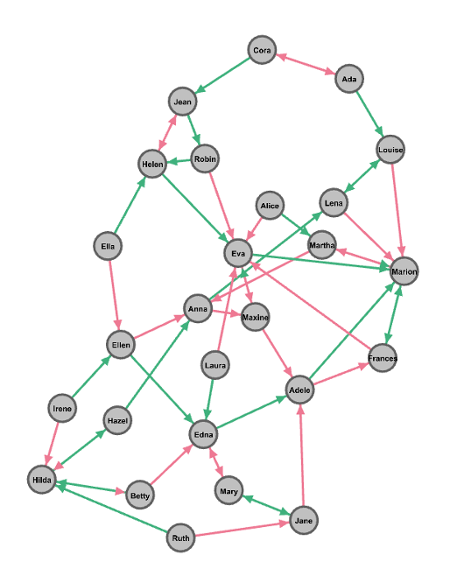 Cora
Ada
Jean
Louise
Robin
Helen
Alice
Lena
Ella
Martha
Eva
Marion
Anna
Maxine
Ellen
Frances
Laura
Adele
Irene
Hazel
Edna
Hilda
Betty
Mary
Jane
Ruth